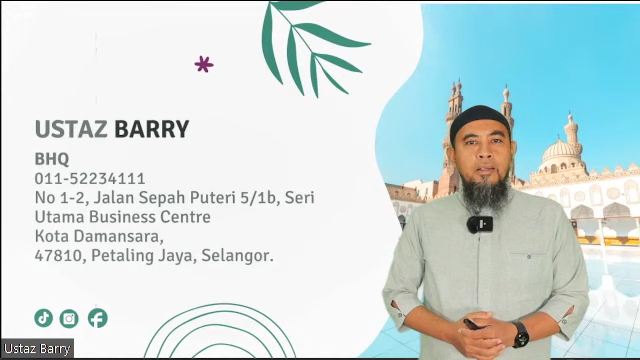 USTAZ BARRY
BHQ
011-52234111
No 1-2, Jalan Sepah Puteri 5/1b, Seri
Utama Business Centre
Kota Damansara,
47810, Petaling Jaya, Selangor.
Ustaz Barry